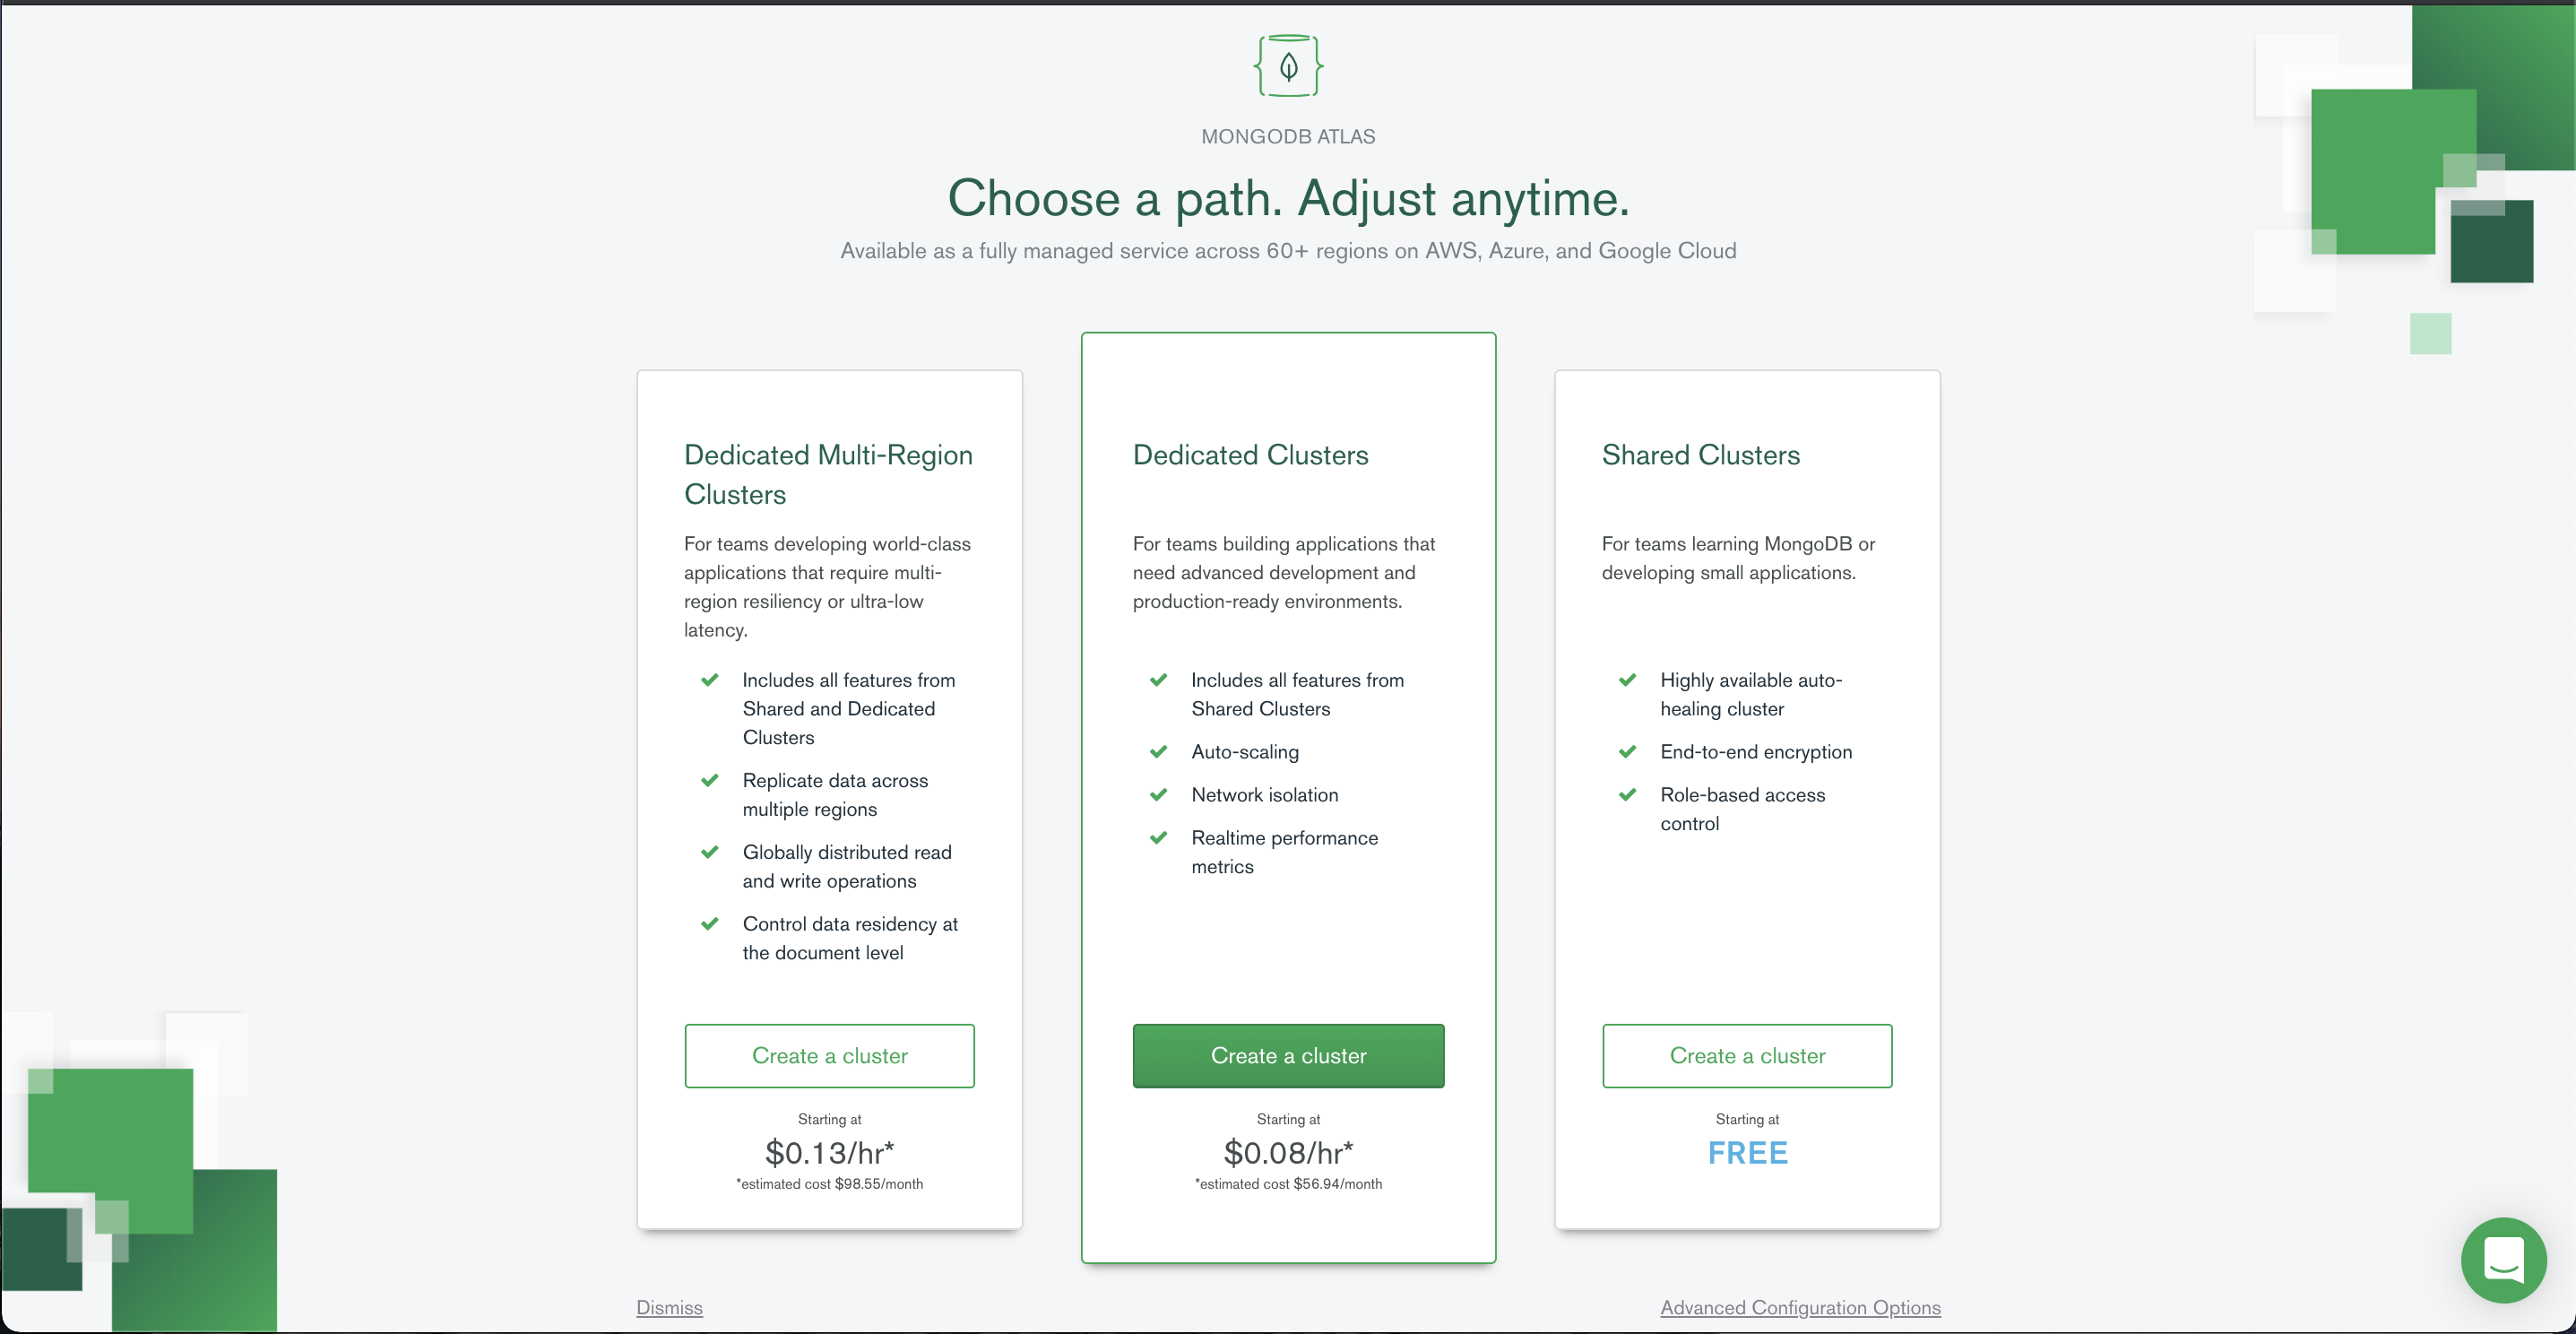 MONGODB ATLAS
Choose a path. Adjust anytime.
Available as a fully managed service across 60+ regions on AWS, Azure, and Google Cloud
Dedicated Multi-Region
Clusters
For teams developing world-class
applications that require multi-
region resiliency or ultra-low
latency.
Includes all features from
Shared and Dedicated
Clusters
Replicate data across
multiple regions
Globally distributed read
and write operations
Control data residency at
the document level
Create a cluster
Starting at
$0.13/hr*
*estimated cost $98.55/month
Dedicated Clusters
For teams building applications that
need advanced development and
production-ready environments.
Includes all features from
Shared Clusters
Auto-scaling
Network isolation
Realtime performance
metrics
Create a cluster
Starting at
$0.08/hr*
*estimated cost $56.94/month
Shared Clusters
For teams learning MongoDB or
developing small applications.
Highly available auto-
healing cluster
End-to-end encryption
Role-based access
control
Create a cluster
Starting at
FREE
Dismiss
Advanced Configuration Options